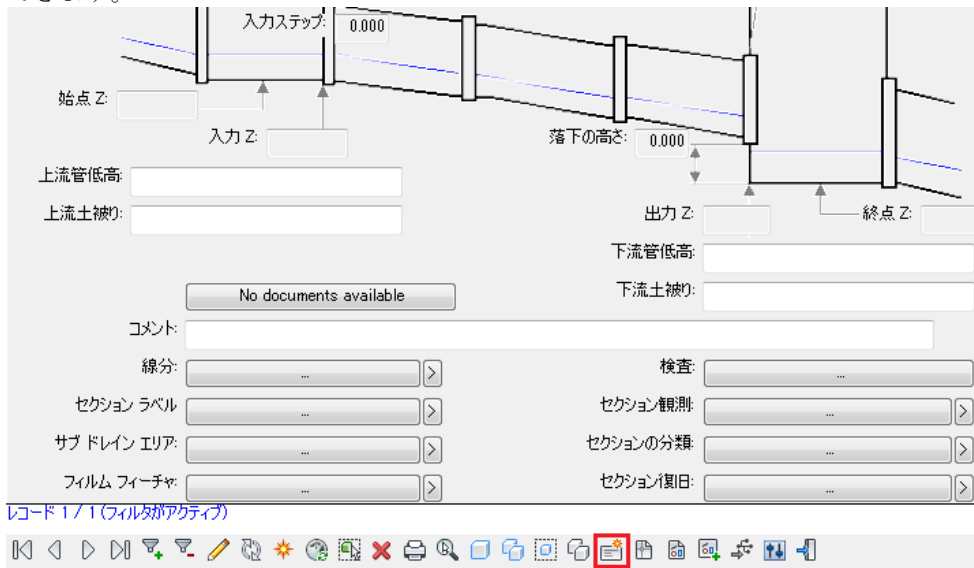 入力ステップ: 0.000
始点 Z:
入力 Z:
落下の高さ: 0.000
上流管低高:
上流土被り:
出力 Z:
終点 Z:
下流管低高:
下流土被り:
No documents available
コメント:
線分: ... >
検査: ...
セクション ラベル ... >
セクション観測: ... >
サブ ドレイン エリア: ... >
セクションの分類: ... >
フィルム フィーチャ: ... >
セクション復旧: ... >
レコード 1 / 1 (フィルタがアクティブ)